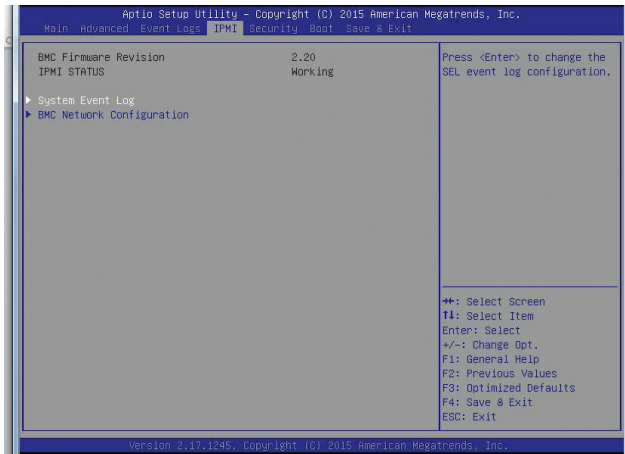 Aptio Setup Utility – Copyright (C) 2015 American Megatrends, Inc.
Main Advanced Event Logs IPMI Security Boot Save & Exit
BMC Firmware Revision 2.20
IPMI STATUS Working
System Event Log
BMC Network Configuration
Press <Enter> to change the
SEL event log configuration.
→←: Select Screen
↑↓: Select Item
Enter: Select
+/-: Change Opt.
F1: General Help
F2: Previous Values
F3: Optimized Defaults
F4: Save & Exit
ESC: Exit
Version 2.17.1245. Copyright (C) 2015 American Megatrends, Inc.